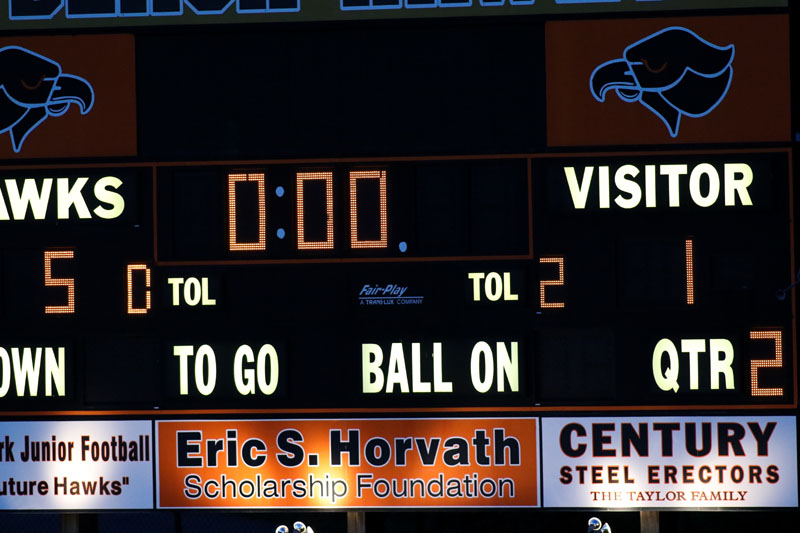 HAWKS
0:00.
VISITOR
5
0
TOL
Fair-Play
A TRANS-LUX COMPANY
TOL
2
1
OWN
TO GO
BALL ON
QTR
2
rk Junior Football
uture Hawks"
Eric S. Horvath
Scholarship Foundation
CENTURY
STEEL ERECTORS
THE TAYLOR FAMILY